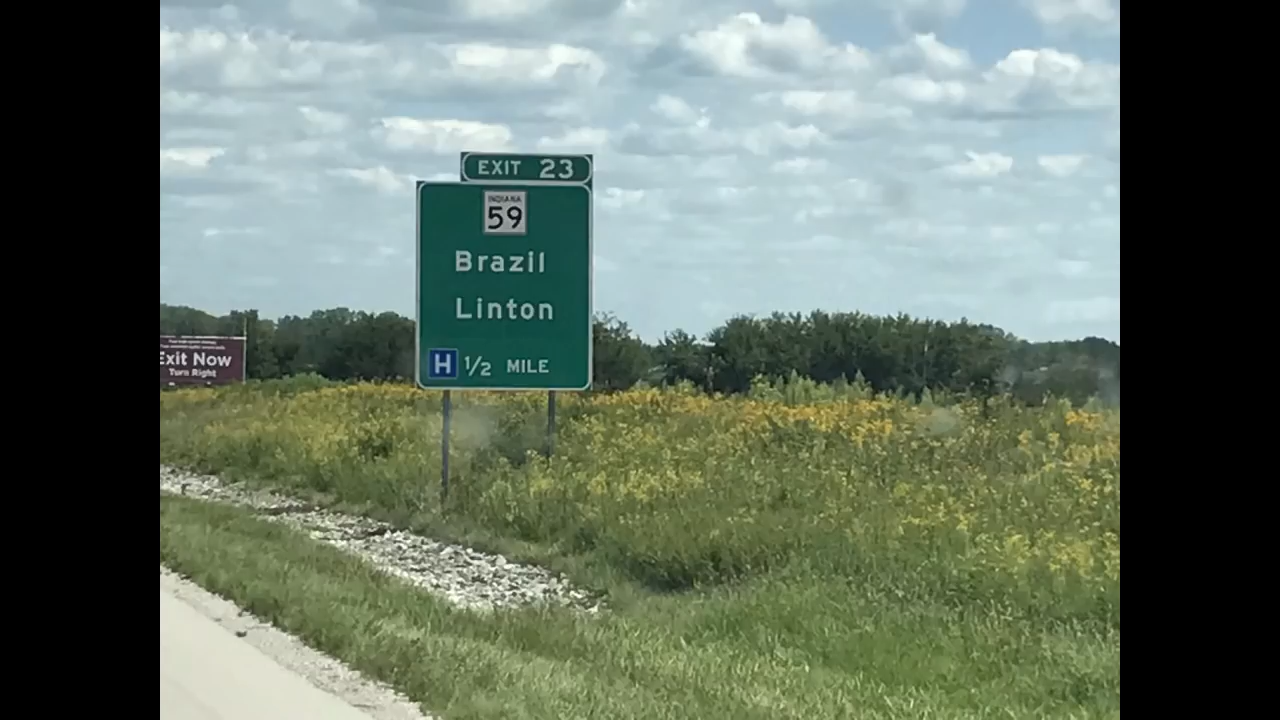 EXIT 23
INDIANA
59
Brazil
Linton
H 1/2 MILE
Exit Now
Turn Right